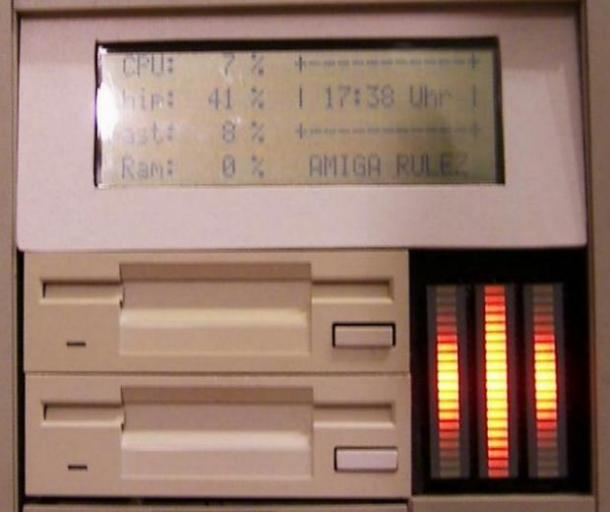 CPU: 7 % +-----------+
hip: 41 % | 17:38 Uhr |
ast: 8 % +-----------+
Ram: 0 % AMIGA RULEZ